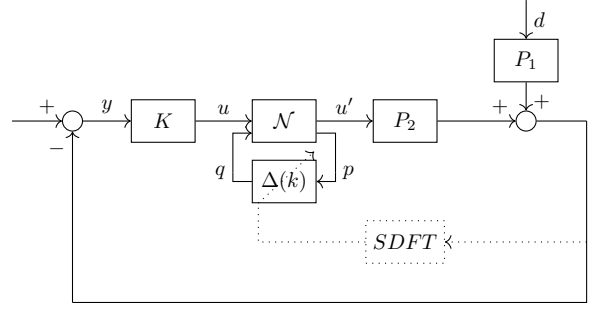 d
P₁
+ y K u 𝒩 u′ P₂ + +
−
q Δ(k) p
SDFT